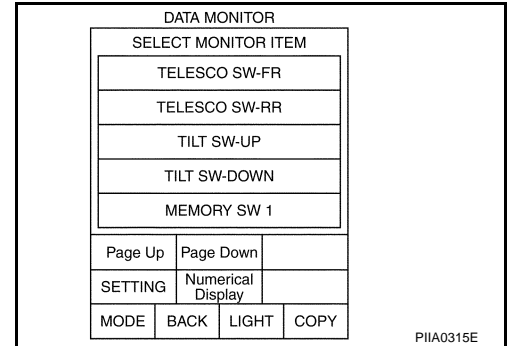 DATA MONITOR
SELECT MONITOR ITEM
TELESCO SW-FR
TELESCO SW-RR
TILT SW-UP
TILT SW-DOWN
MEMORY SW 1
Page Up Page Down
SETTING Numerical
Display
MODE BACK LIGHT COPY
PIIA0315E